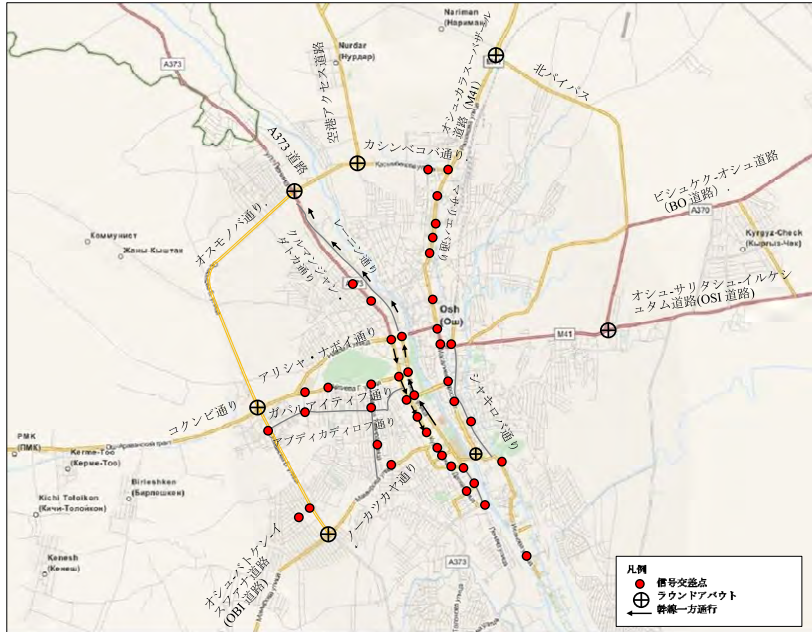 Nariman
(Нариман)
Nurdar
(Нурдар)
A373
空港アクセス道路
オシュ-カラスーバザール
道路 (M41)
北バイパス
A373 道路
カシンベコバ通り
マサリエバ通り
ビシュケク-オシュ道路
(BO 道路)
A370
Kyrgyz-Check
(Кыргыз-Чек)
Коммунист
Жаны Кыштак
オスモノバ通り
レーニン通り
クルマンジャン・
ダトカ通り
Osh
(Ош)
オシュ-サリタシュ-イルケシ
ュタム道路(OSI 道路)
M41
アリシャ・ナボイ通り
シャキロバ通り
コクンビ通り
ガパルアイティフ通り
アブディカディロフ通り
РМК
(ПМК)
Kerme-Too
(Керме-Тоо)
Birleshken
(Бирлешкен)
Kichi Toloikon
(Кичи-Толойкон)
ノーカツカヤ通り
Kenesh
(Кенеш)
オシュ-バトケン-イ
スファナ道路
(OBI 道路)
A373
凡例
信号交差点
ラウンドアバウト
幹線一方通行